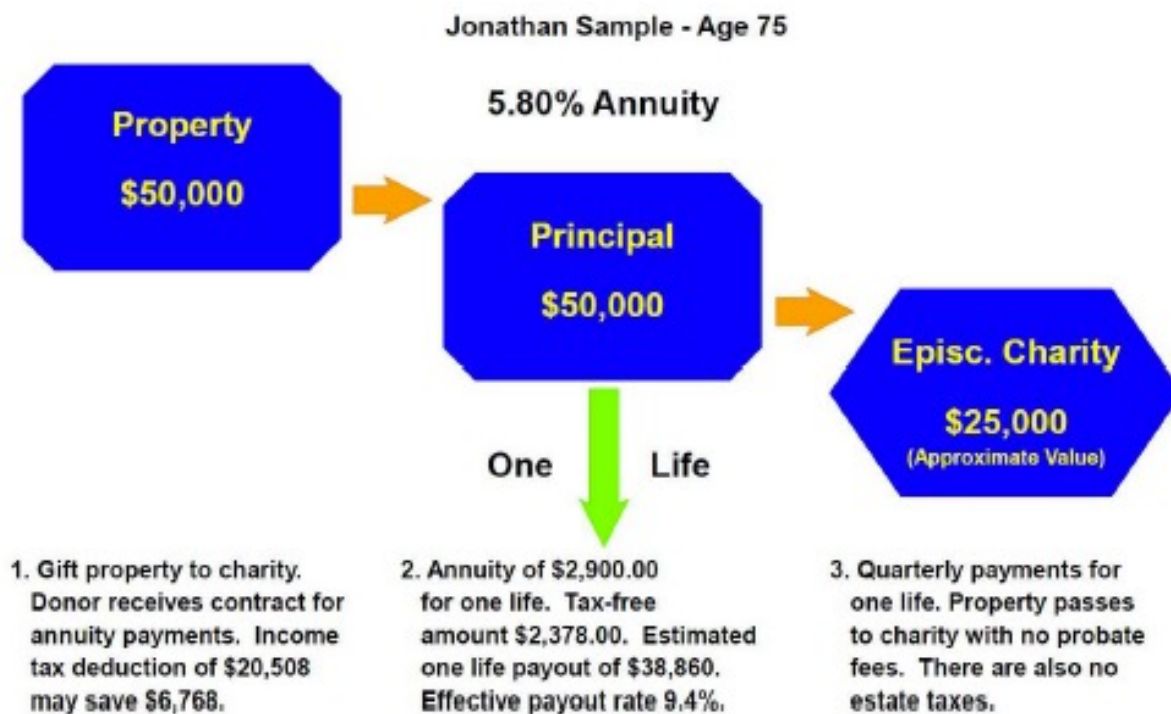 Jonathan Sample - Age 75
5.80% Annuity
Property
$50,000
Principal
$50,000
Episc. Charity
$25,000
(Approximate Value)
One Life
1. Gift property to charity.
Donor receives contract for
annuity payments. Income
tax deduction of $20,508
may save $6,768.
2. Annuity of $2,900.00
for one life. Tax-free
amount $2,378.00. Estimated
one life payout of $38,860.
Effective payout rate 9.4%.
3. Quarterly payments for
one life. Property passes
to charity with no probate
fees. There are also no
estate taxes.